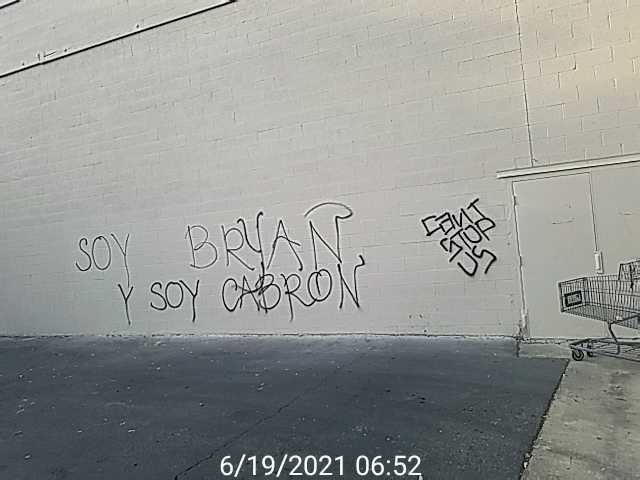 SOY BRYAN
Y SOY CABRON
CANT
STOP
US
6/19/2021 06:52